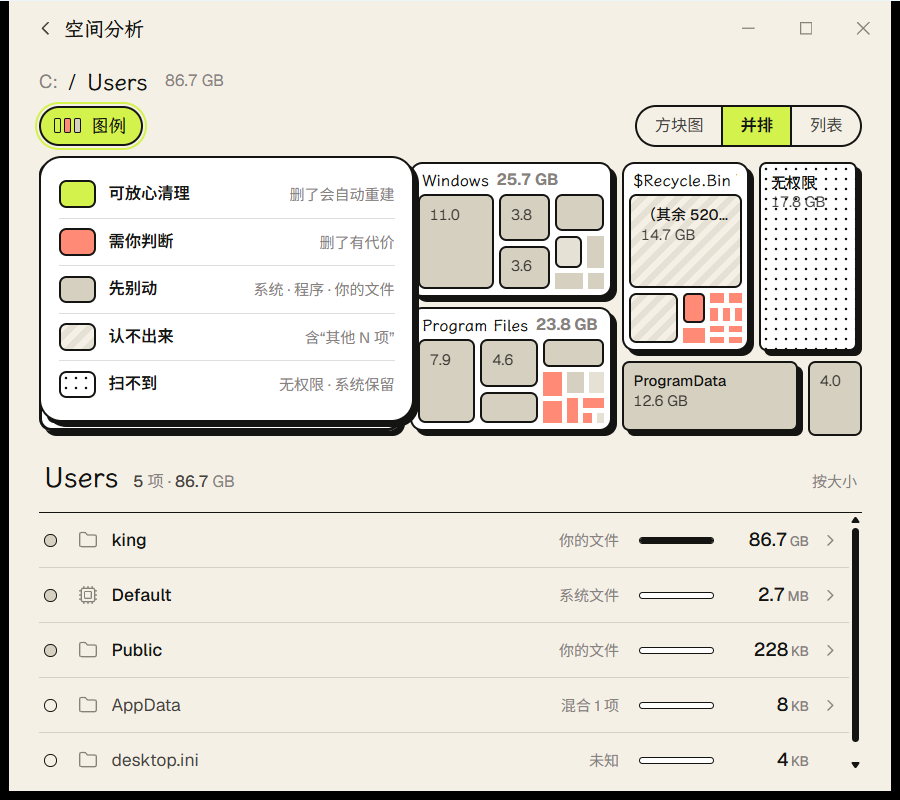 空间分析
C: / Users 86.7 GB
图例
方块图 并排 列表
可放心清理 删了会自动重建
需你判断 删了有代价
先别动 系统 · 程序 · 你的文件
认不出来 含“其他 N 项”
扫不到 无权限 · 系统保留
Windows 25.7 GB
11.0
3.8
3.6
Program Files 23.8 GB
7.9
4.6
$Recycle.Bin
（其余 520…
14.7 GB
无权限
17.8 GB
ProgramData
12.6 GB
4.0
Users 5 项 · 86.7 GB
按大小
king 你的文件 86.7 GB
Default 系统文件 2.7 MB
Public 你的文件 228 KB
AppData 混合 1 项 8 KB
desktop.ini 未知 4 KB